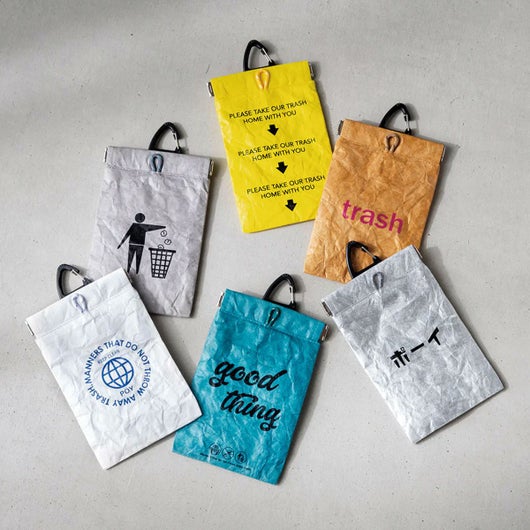 PLEASE TAKE OUR TRASH
HOME WITH YOU
PLEASE TAKE OUR TRASH
HOME WITH YOU
PLEASE TAKE OUR TRASH
HOME WITH YOU
trash
MANNERS THAT DO NOT THROW AWAY TRASH.
POY
good
thing
ポーイ